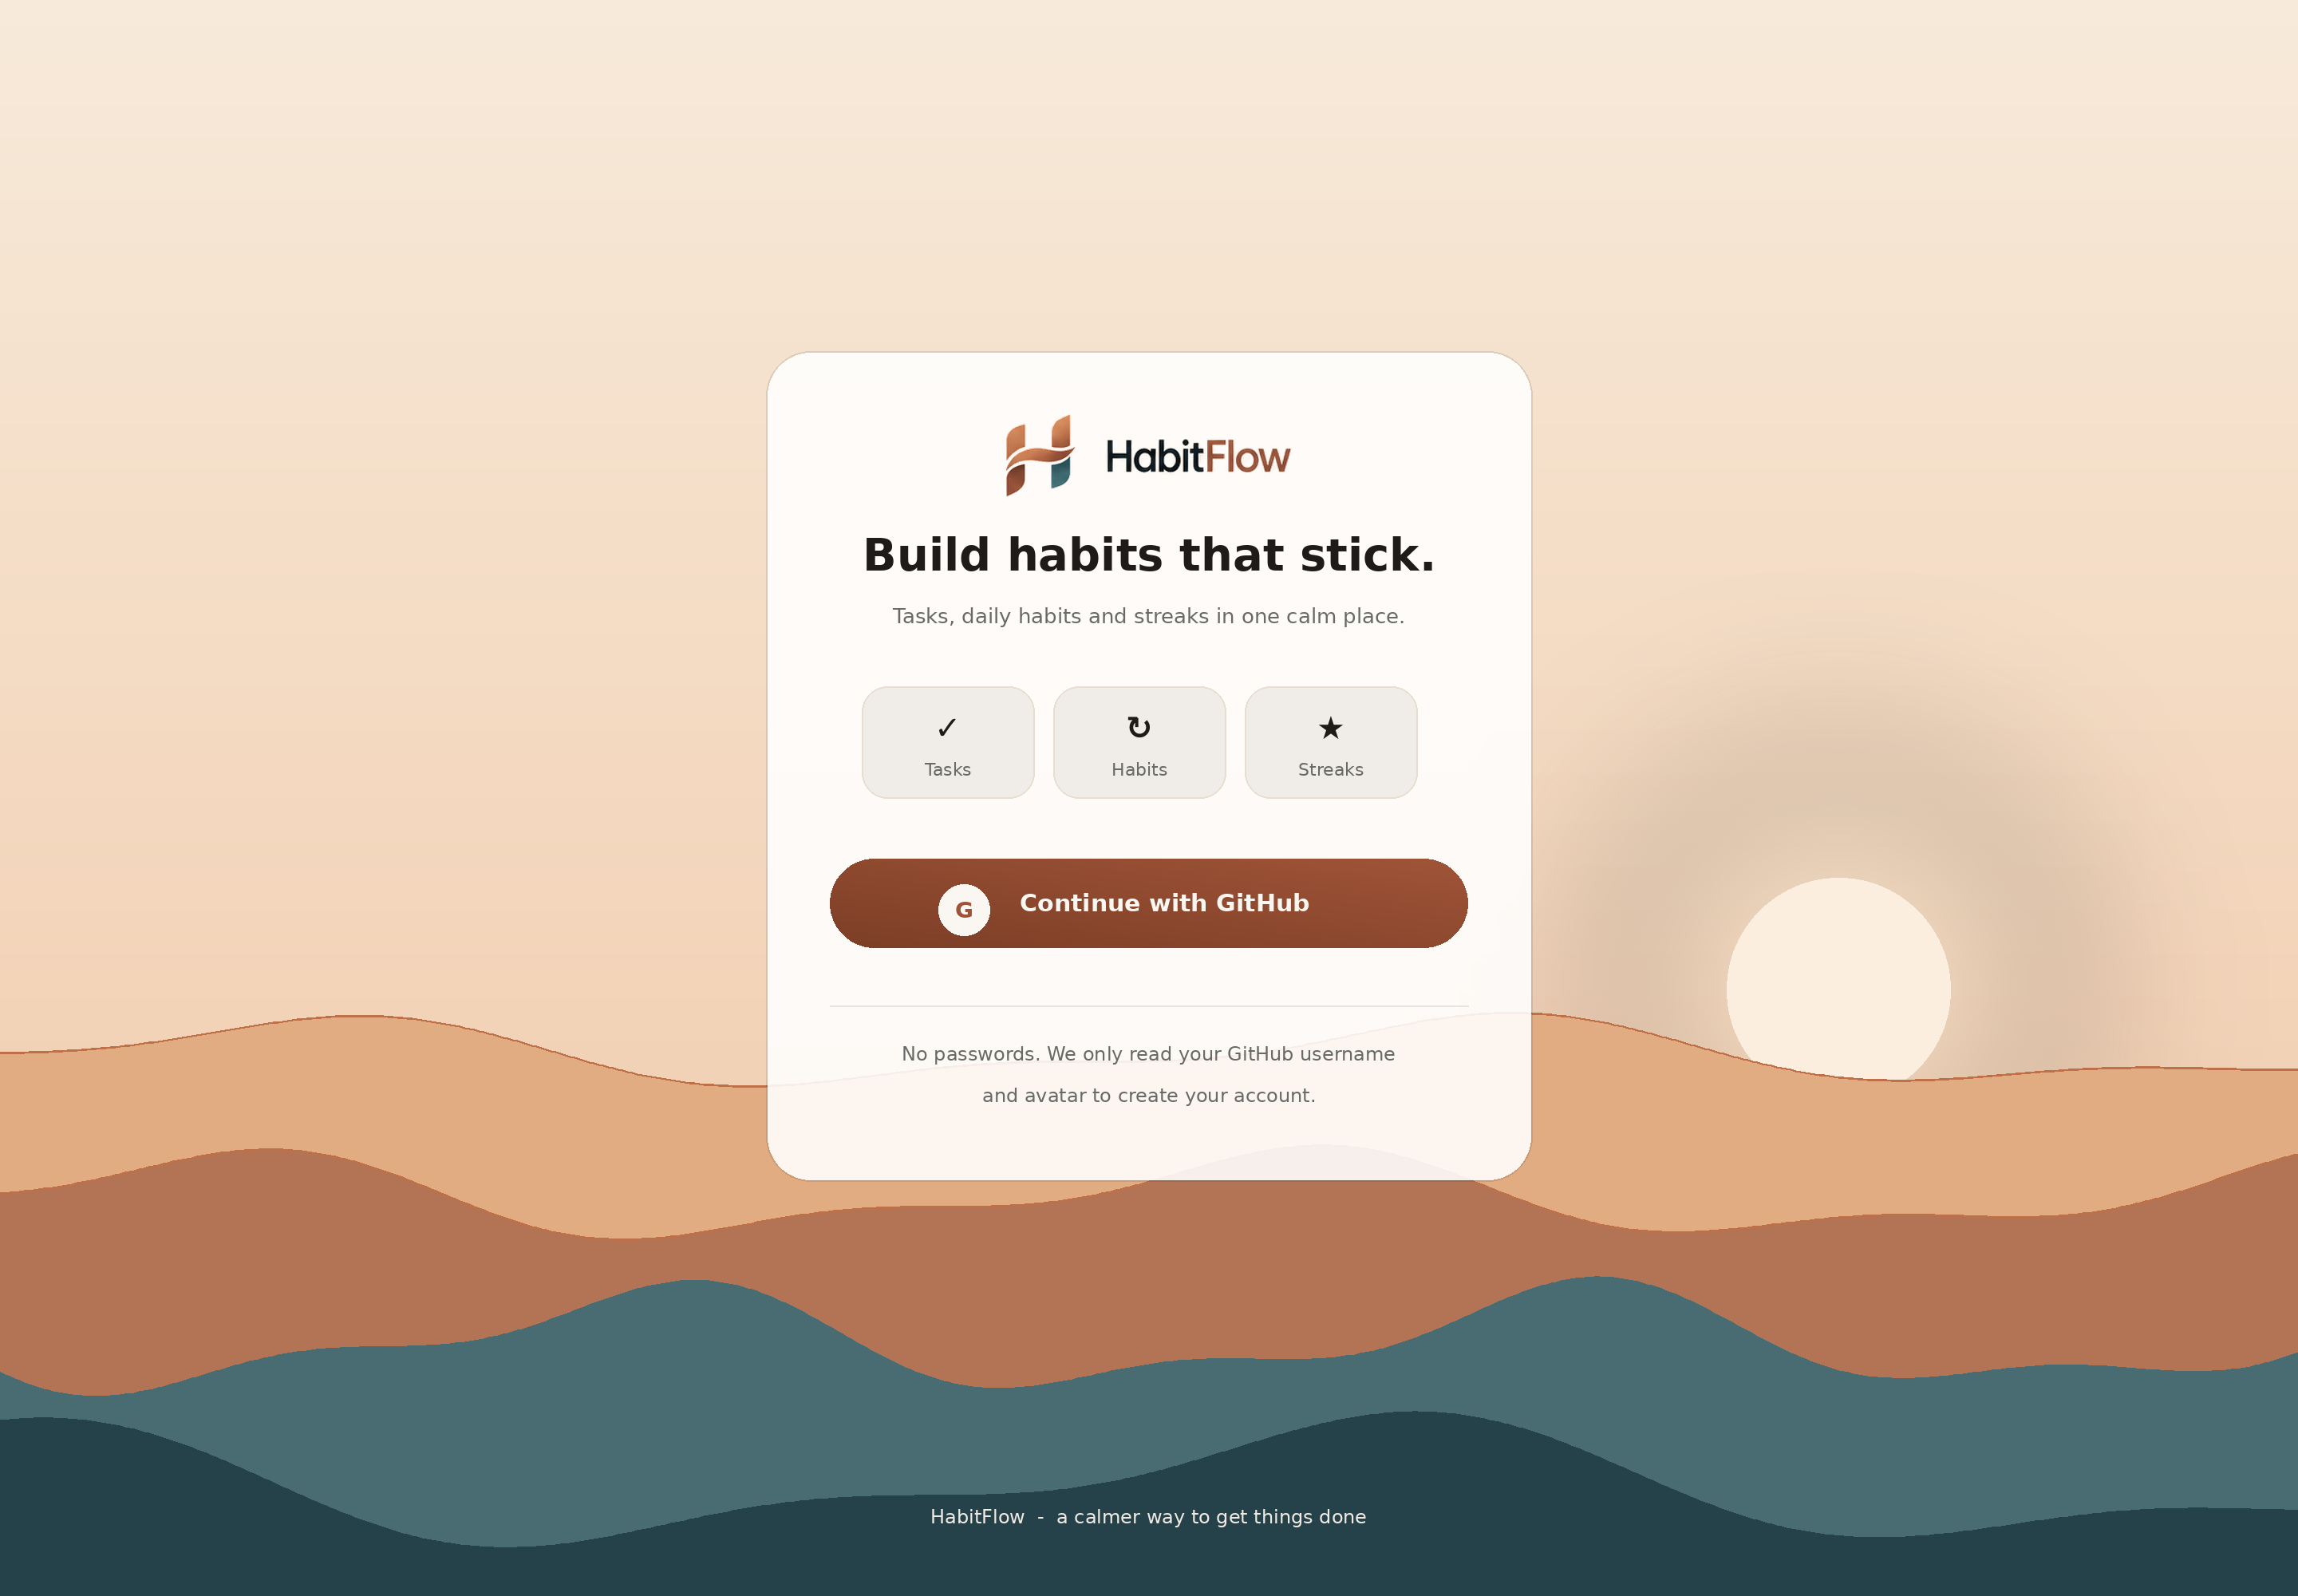 HabitFlow
Build habits that stick.
Tasks, daily habits and streaks in one calm place.
✓ ↻ ★
Tasks Habits Streaks
G Continue with GitHub
No passwords. We only read your GitHub username
and avatar to create your account.
HabitFlow - a calmer way to get things done